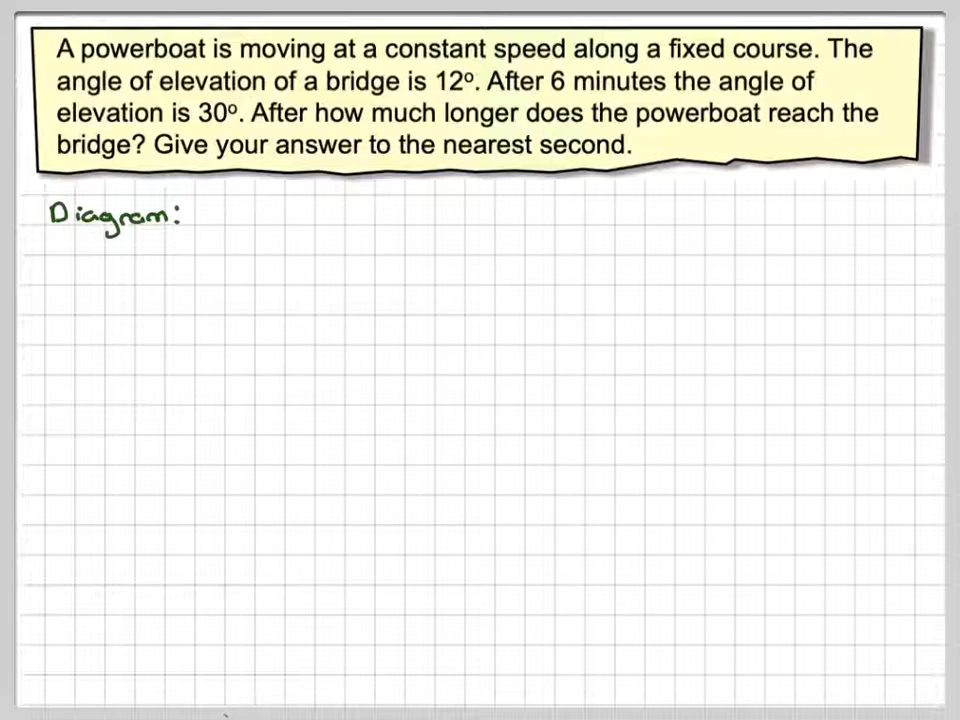 A powerboat is moving at a constant speed along a fixed course. The
angle of elevation of a bridge is 12º. After 6 minutes the angle of
elevation is 30º. After how much longer does the powerboat reach the
bridge? Give your answer to the nearest second.
Diagram: